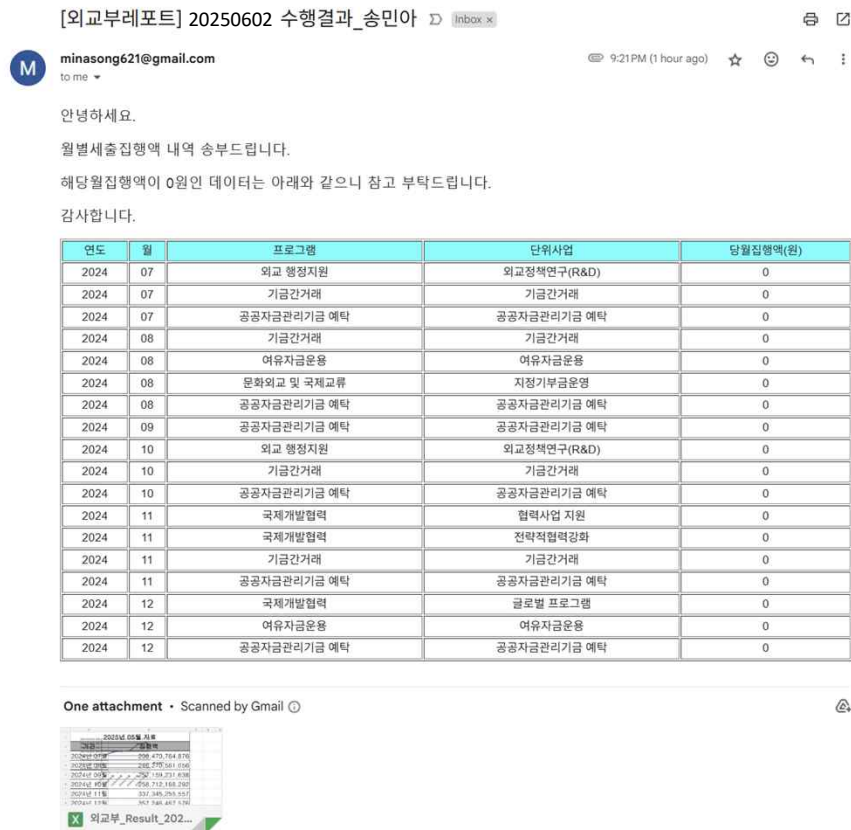 [외교부레포트] 20250602 수행결과_송민아 Inbox ×
M
minasong621@gmail.com 9:21 PM (1 hour ago)
to me
안녕하세요.
월별세출집행액 내역 송부드립니다.
해당월집행액이 0원인 데이터는 아래와 같으니 참고 부탁드립니다.
감사합니다.
연도 월 프로그램 단위사업 당월집행액(원)
2024 07 외교 행정지원 외교정책연구(R&D) 0
2024 07 기금간거래 기금간거래 0
2024 07 공공자금관리기금 예탁 공공자금관리기금 예탁 0
2024 08 기금간거래 기금간거래 0
2024 08 여유자금운용 여유자금운용 0
2024 08 문화외교 및 국제교류 지정기부금운영 0
2024 08 공공자금관리기금 예탁 공공자금관리기금 예탁 0
2024 09 공공자금관리기금 예탁 공공자금관리기금 예탁 0
2024 10 외교 행정지원 외교정책연구(R&D) 0
2024 10 기금간거래 기금간거래 0
2024 10 공공자금관리기금 예탁 공공자금관리기금 예탁 0
2024 11 국제개발협력 협력사업 지원 0
2024 11 국제개발협력 전략적협력강화 0
2024 11 기금간거래 기금간거래 0
2024 11 공공자금관리기금 예탁 공공자금관리기금 예탁 0
2024 12 국제개발협력 글로벌 프로그램 0
2024 12 여유자금운용 여유자금운용 0
2024 12 공공자금관리기금 예탁 공공자금관리기금 예탁 0
One attachment • Scanned by Gmail
2025년 05월 자료
2024년 11월 337,345,255,557
X 외교부_Result_202...